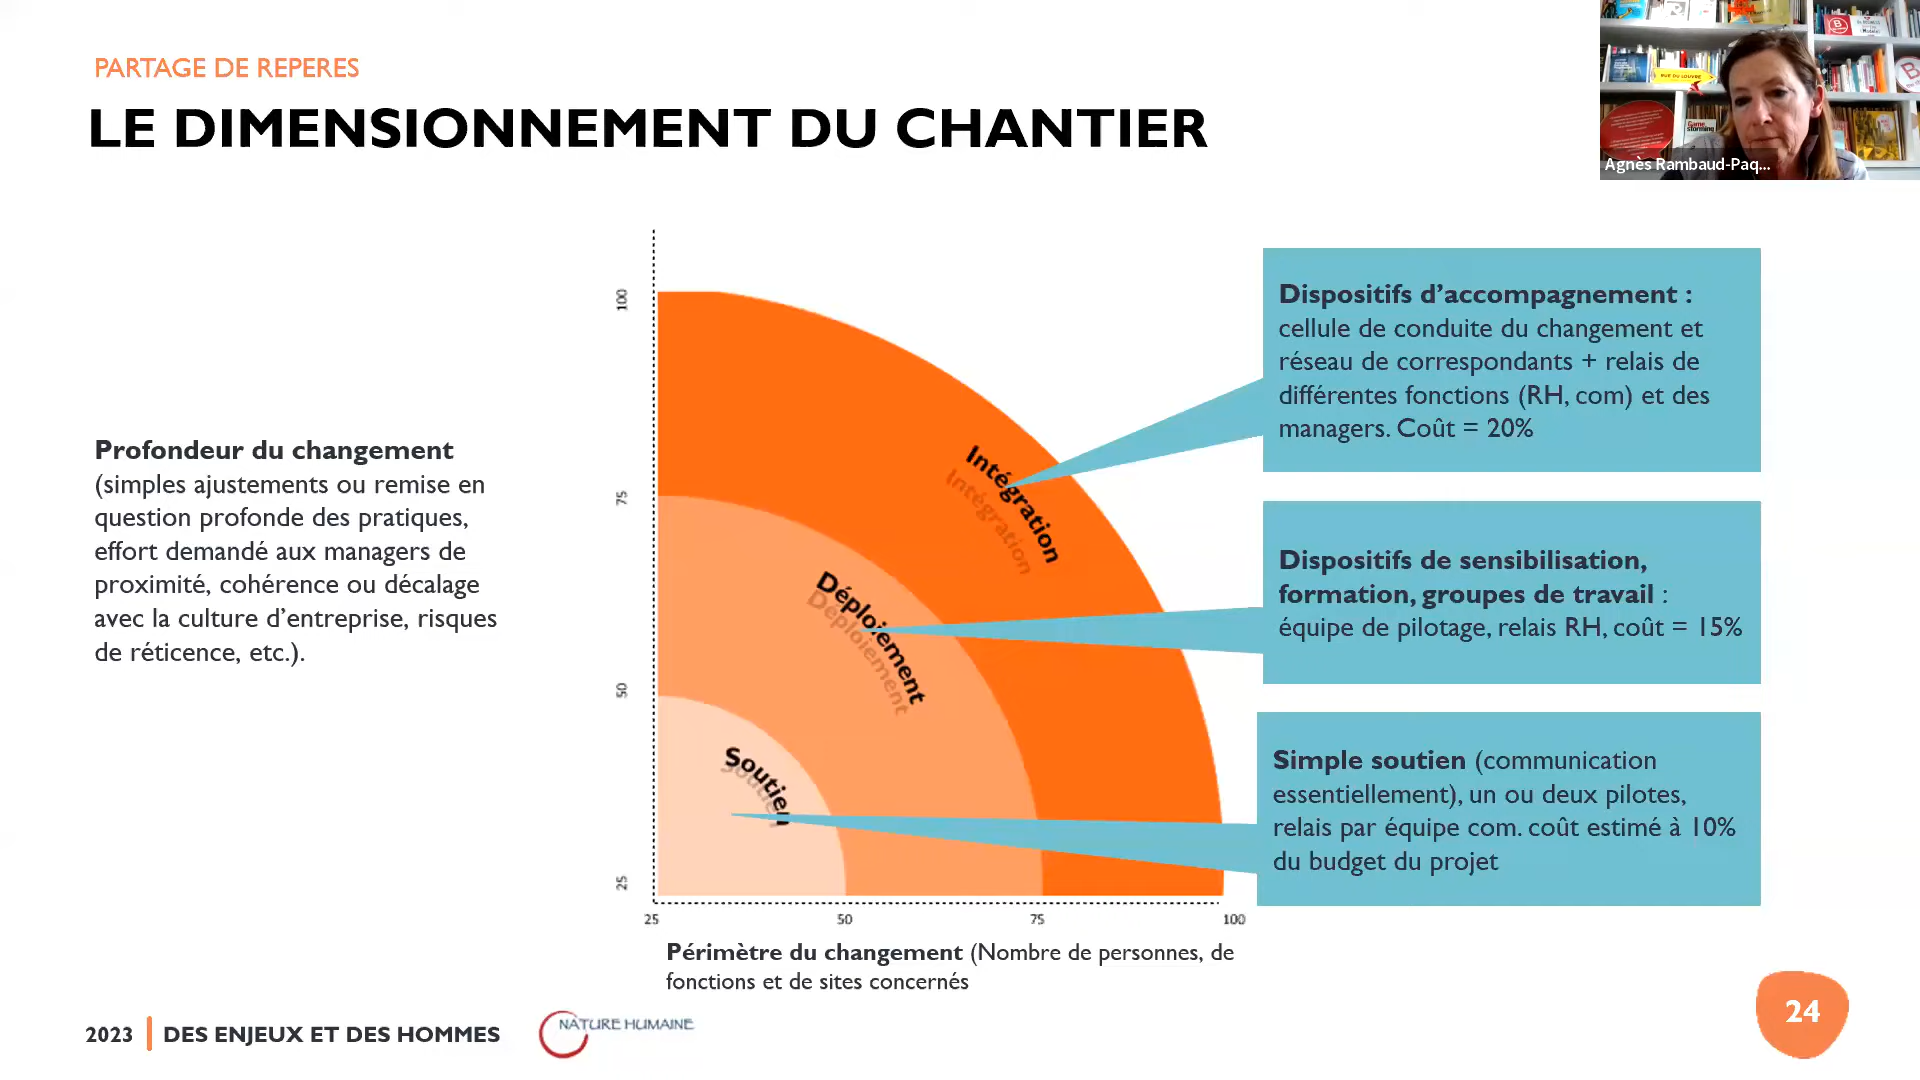 PARTAGE DE REPERES
LE DIMENSIONNEMENT DU CHANTIER
RUE DU LOUVRE
Game
storming
Agnès Rambaud-Paq...
Profondeur du changement
(simples ajustements ou remise en
question profonde des pratiques,
effort demandé aux managers de
proximité, cohérence ou décalage
avec la culture d’entreprise, risques
de réticence, etc.).
100
75
50
25
Intégration
Déploiement
Soutien
25 50 75 100
Périmètre du changement (Nombre de personnes, de
fonctions et de sites concernés
Dispositifs d’accompagnement :
cellule de conduite du changement et
réseau de correspondants + relais de
différentes fonctions (RH, com) et des
managers. Coût = 20%
Dispositifs de sensibilisation,
formation, groupes de travail :
équipe de pilotage, relais RH, coût = 15%
Simple soutien (communication
essentiellement), un ou deux pilotes,
relais par équipe com. coût estimé à 10%
du budget du projet
2023 | DES ENJEUX ET DES HOMMES
NATURE HUMAINE
24